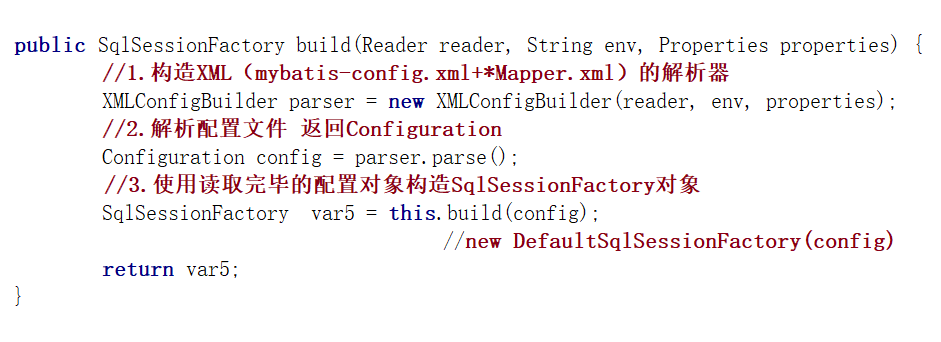 public SqlSessionFactory build(Reader reader, String env, Properties properties) {
//1.构造XML（mybatis-config.xml+*Mapper.xml）的解析器
XMLConfigBuilder parser = new XMLConfigBuilder(reader, env, properties);
//2.解析配置文件 返回Configuration
Configuration config = parser.parse();
//3.使用读取完毕的配置对象构造SqlSessionFactory对象
SqlSessionFactory  var5 = this.build(config);
//new DefaultSqlSessionFactory(config)
return var5;
}